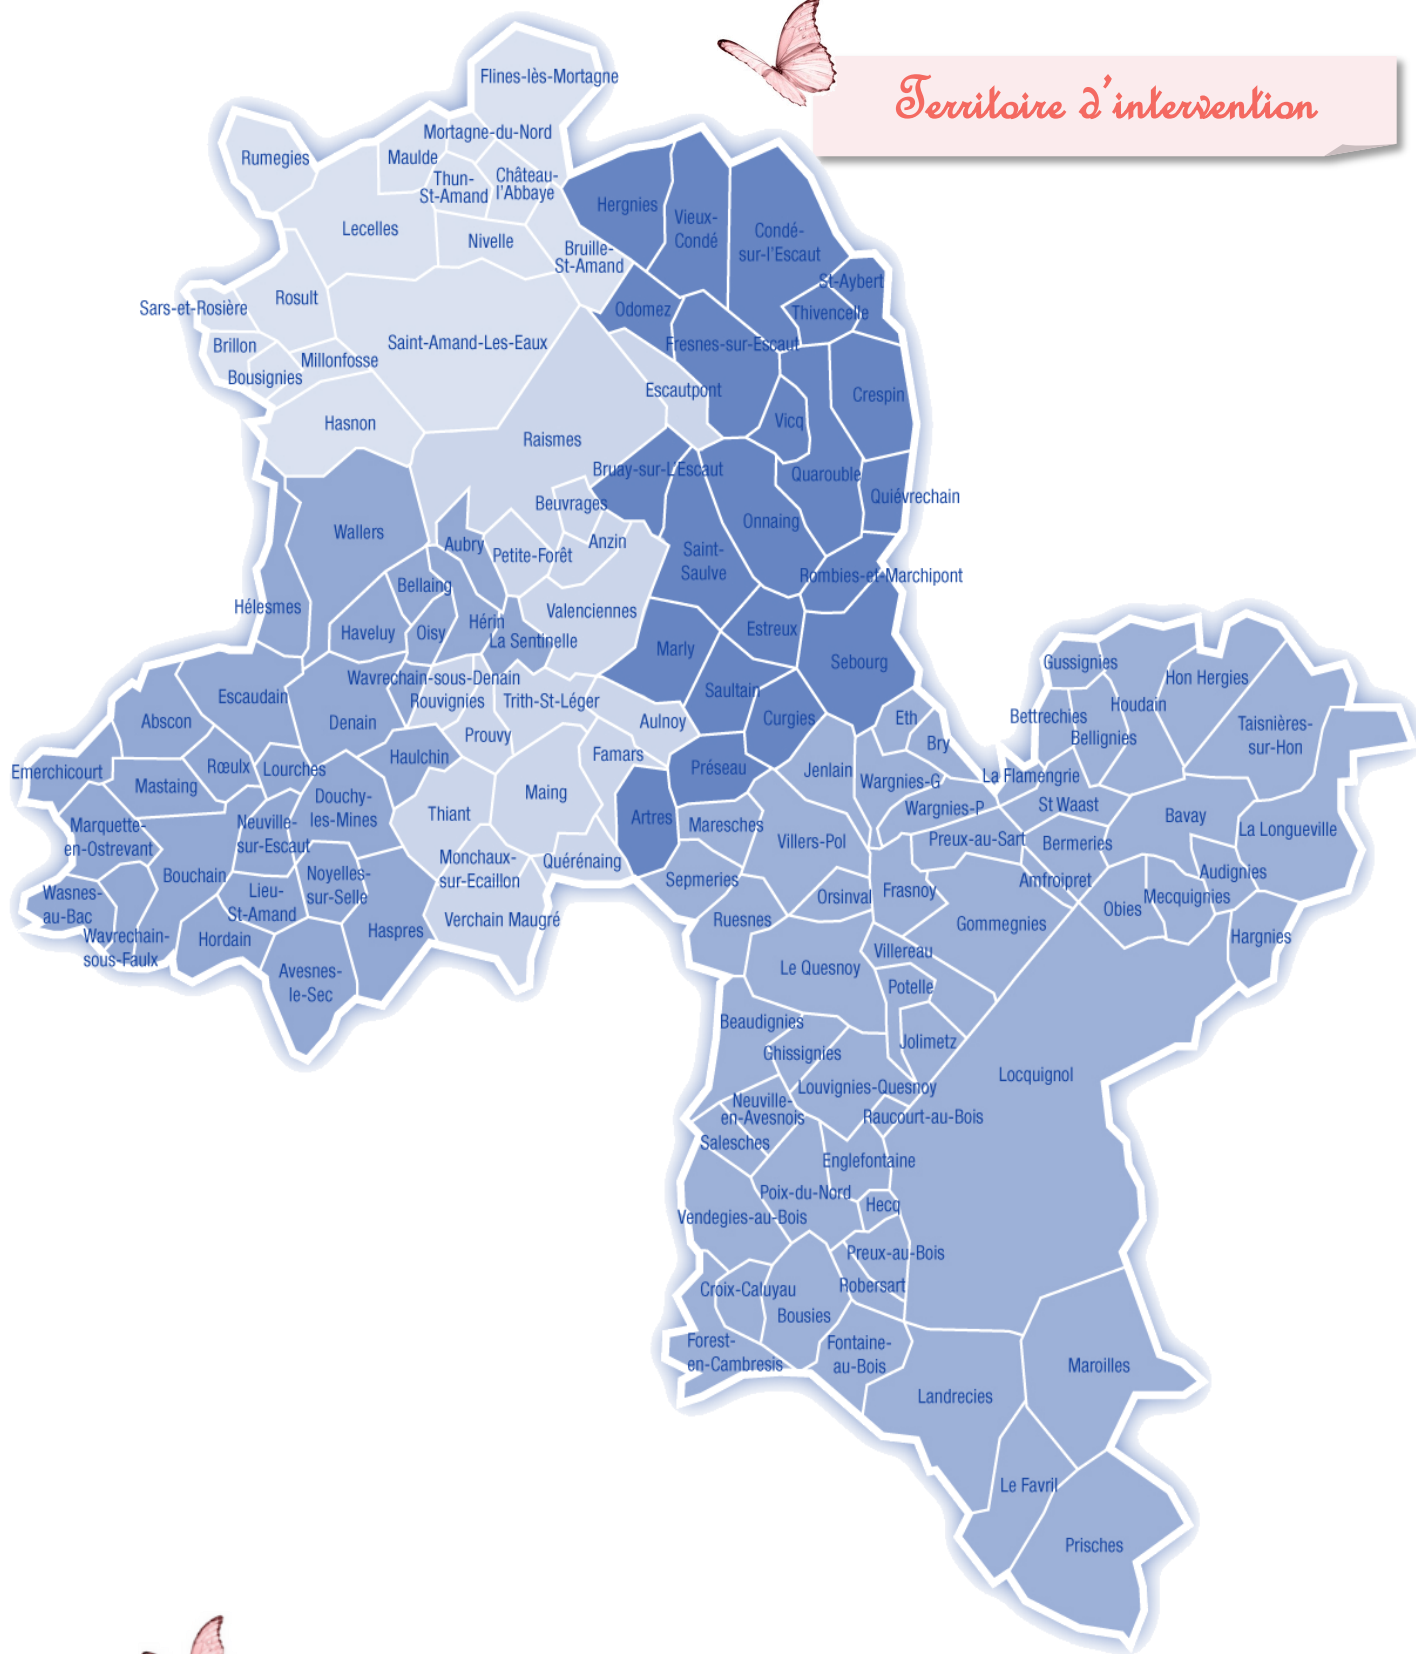 Territoire d'intervention
Flines-lès-Mortagne
Mortagne-du-Nord
Rumegies
Maulde
Thun-
St-Amand
Château-
l'Abbaye
Lecelles
Nivelle
Bruille-
St-Amand
Hergnies
Vieux-
Condé
Condé-
sur-l'Escaut
St-Aybert
Thivencelle
Sars-et-Rosière
Rosult
Odomez
Fresnes-sur-Escaut
Brillon
Saint-Amand-Les-Eaux
Millonfosse
Bousignies
Escautpont
Crespin
Hasnon
Raismes
Vicq
Bruay-sur-L'Escaut
Quarouble
Quiévrechain
Beuvrages
Onnaing
Wallers
Aubry
Petite-Forêt
Anzin
Saint-
Saulve
Rombies-et-Marchipont
Bellaing
Hélesmes
Haveluy
Oisy
Hérin
La Sentinelle
Valenciennes
Estreux
Marly
Sebourg
Wavrechain-sous-Denain
Rouvignies
Trith-St-Léger
Saultain
Escaudain
Abscon
Denain
Aulnoy
Curgies
Eth
Bry
Prouvy
Haulchin
Famars
Préseau
Jenlain
Wargnies-G
Emerchicourt
Rœulx
Lourches
Mastaing
Douchy-
les-Mines
Maing
Thiant
Artres
Maresches
Wargnies-P
Gussignies
Hon Hergies
Houdain
Bettrechies
Bellignies
Taisnières-
sur-Hon
La Flamengrie
St Waast
Bavay
La Longueville
Marquette-
en-Ostrevant
Neuville-
sur-Escaut
Villers-Pol
Preux-au-Sart
Bermeries
Monchaux-
sur-Ecaillon
Quérénaing
Bouchain
Noyelles-
sur-Selle
Sepmeries
Amfroipret
Audignies
Wasnes-
au-Bac
Lieu-
St-Amand
Orsinval
Frasnoy
Mecquignies
Obies
Verchain Maugré
Ruesnes
Gommegnies
Wavrechain-
sous-Faulx
Hordain
Haspres
Hargnies
Villereau
Avesnes-
le-Sec
Le Quesnoy
Potelle
Beaudignies
Jolimetz
Ghissignies
Locquignol
Louvignies-Quesnoy
Neuville-
en-Avesnois
Raucourt-au-Bois
Salesches
Englefontaine
Poix-du-Nord
Hecq
Vendegies-au-Bois
Preux-au-Bois
Robersart
Croix-Caluyau
Bousies
Forest-
en-Cambresis
Fontaine-
au-Bois
Maroilles
Landrecies
Le Favril
Prisches